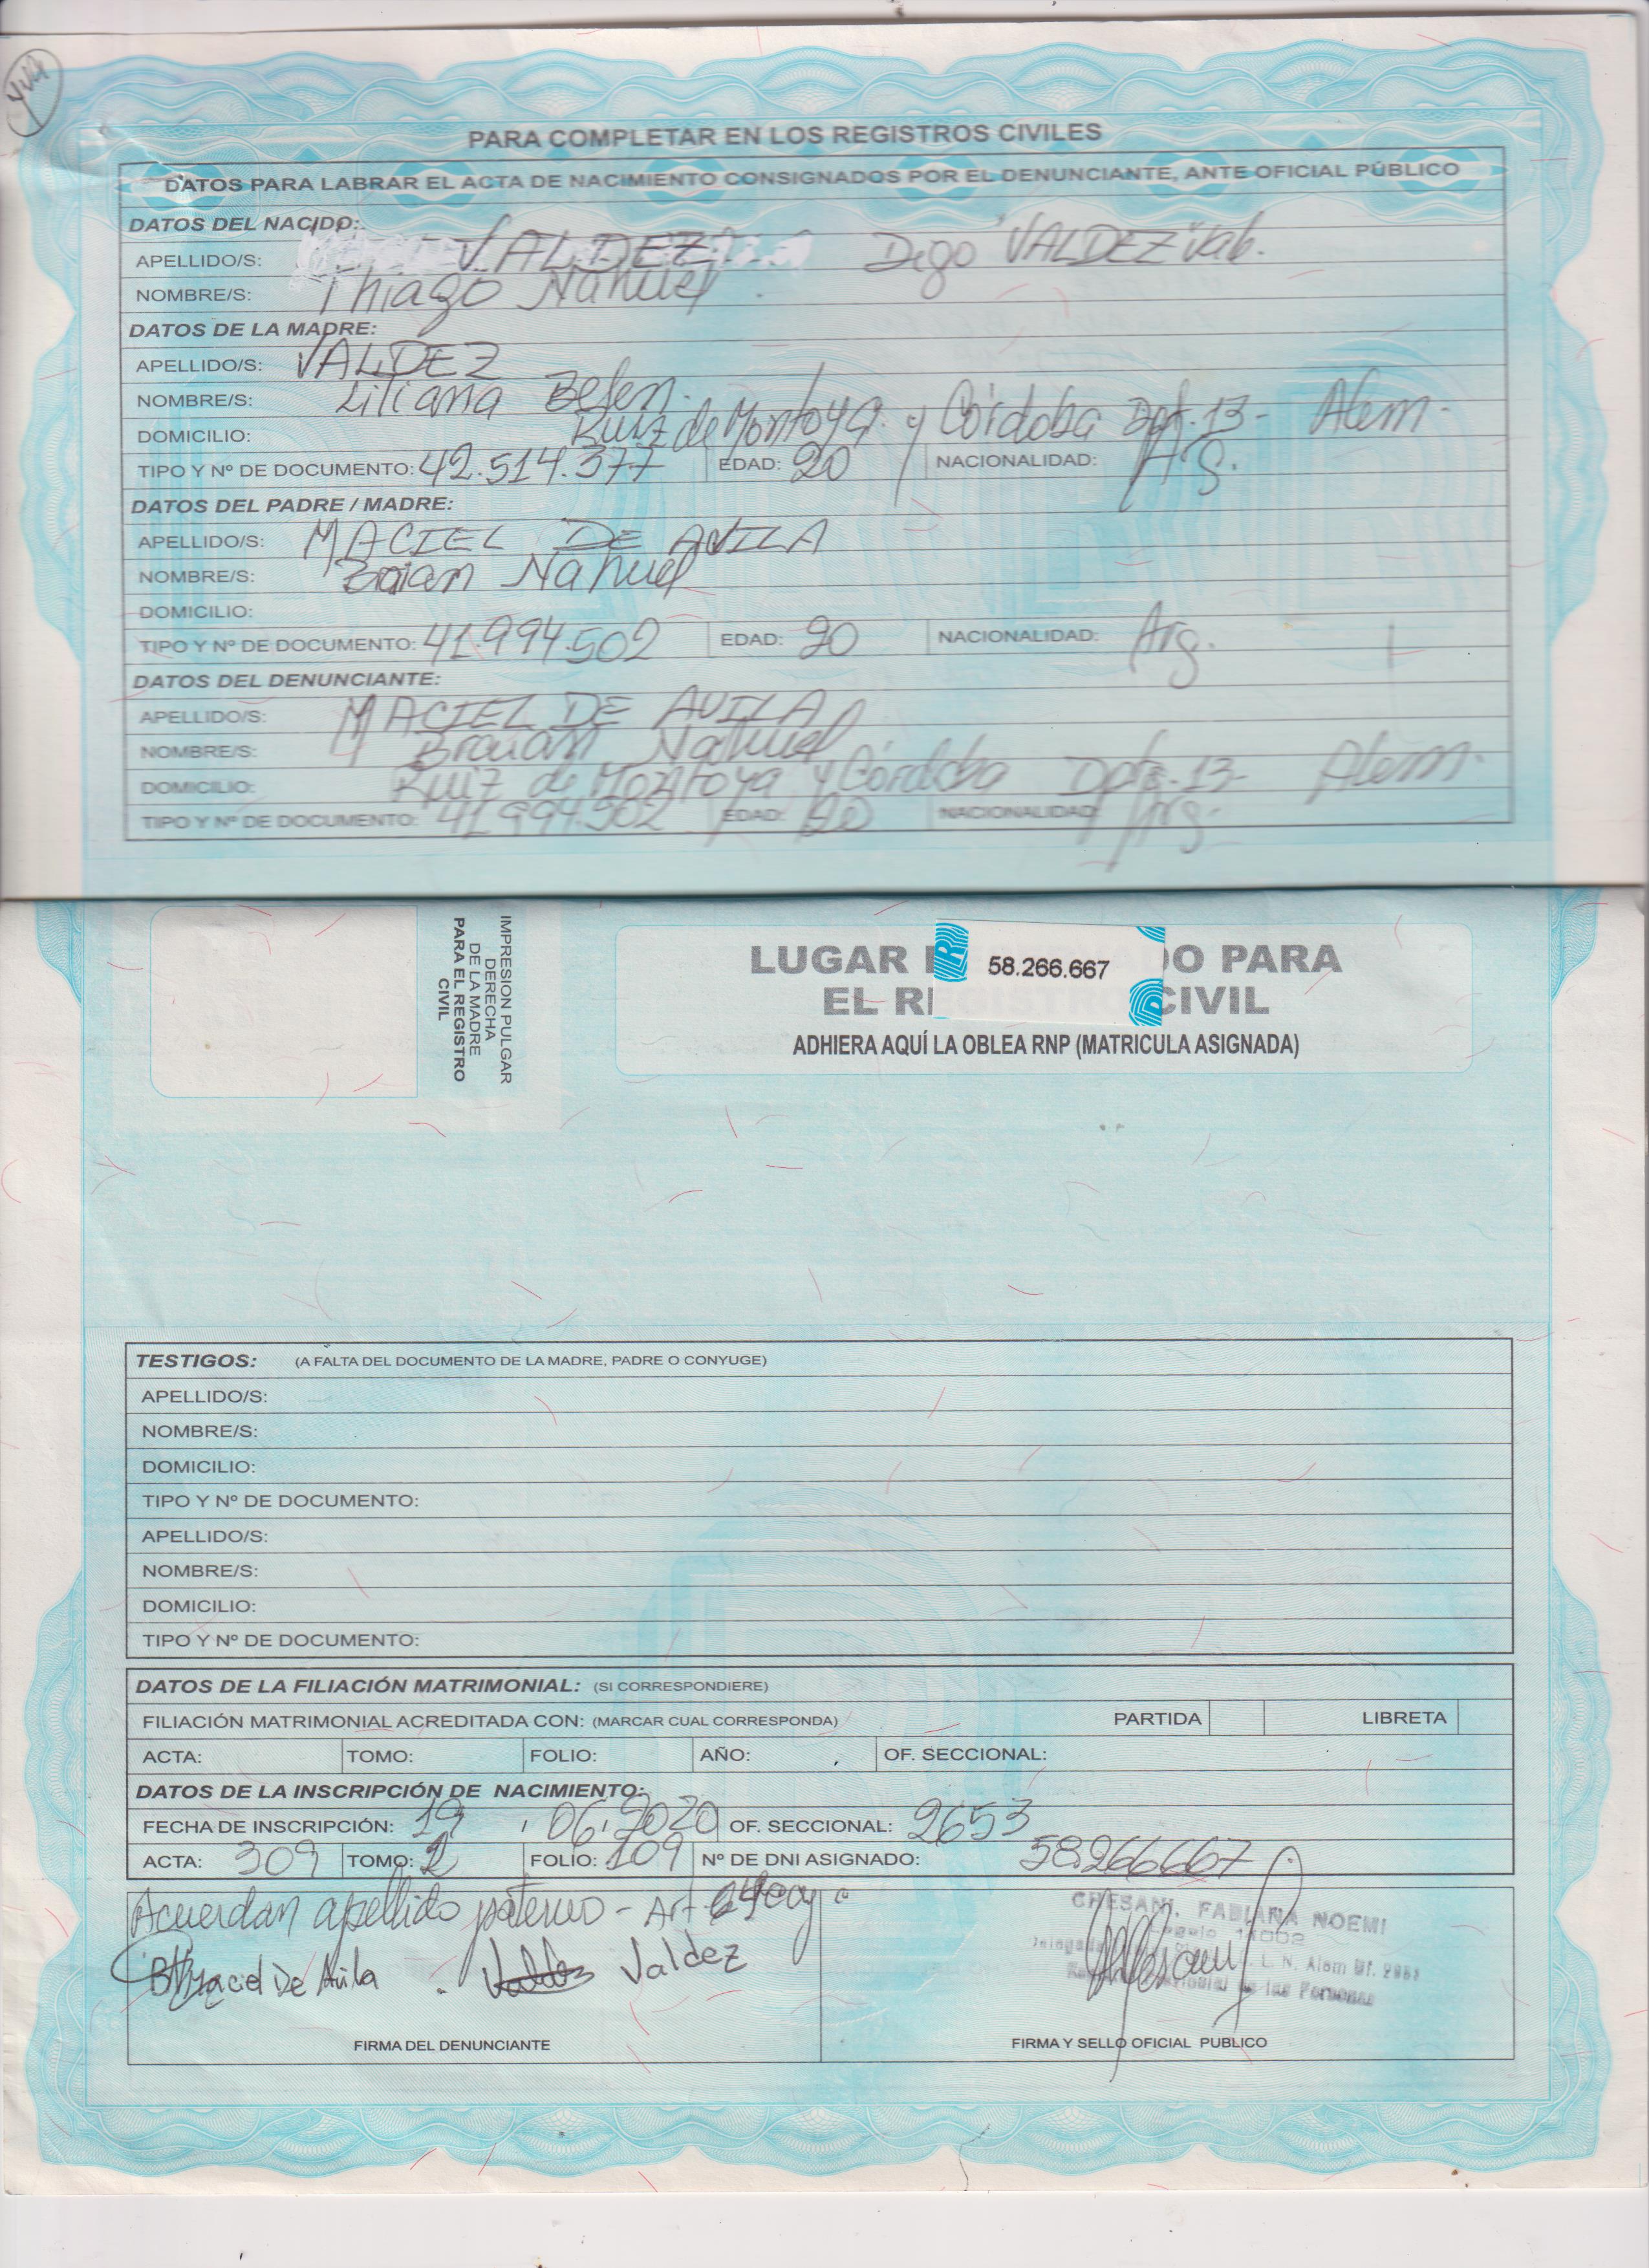 PARA COMPLETAR EN LOS REGISTROS CIVILES
DATOS PARA LABRAR EL ACTA DE NACIMIENTO CONSIGNADOS POR EL DENUNCIANTE, ANTE OFICIAL PÚBLICO
DATOS DEL NACIDO:
APELLIDO/S: VALDEZ Digo "VALDEZ" Vale.
NOMBRE/S: Thiago Nahuel
DATOS DE LA MADRE:
APELLIDO/S: VALDEZ
NOMBRE/S: Liliana Belen.
DOMICILIO: Ruiz de Montoya y Córdoba Dpt. 13 - Alem.
TIPO Y Nº DE DOCUMENTO: 42.514.377 EDAD: 20 NACIONALIDAD: Arg.
DATOS DEL PADRE / MADRE:
APELLIDO/S: MACIEL DE AVILA
NOMBRE/S: Braian Nahuel
DOMICILIO:
TIPO Y Nº DE DOCUMENTO: 41.994.502 EDAD: 20 NACIONALIDAD: Arg.
DATOS DEL DENUNCIANTE:
APELLIDO/S: MACIEL DE AVILA
NOMBRE/S: Braian Nahuel
DOMICILIO: Ruiz de Montoya y Córdoba Dpto. 13 - Alem.
TIPO Y Nº DE DOCUMENTO: 41.994.502 EDAD: 20 NACIONALIDAD: Arg.
IMPRESION PULGAR
DERECHA
DE LA MADRE
PARA EL REGISTRO
CIVIL
LUGAR DO PARA
58.266.667
EL REGISTRO CIVIL
ADHIERA AQUÍ LA OBLEA RNP (MATRICULA ASIGNADA)
TESTIGOS: (A FALTA DEL DOCUMENTO DE LA MADRE, PADRE O CONYUGE)
APELLIDO/S:
NOMBRE/S:
DOMICILIO:
TIPO Y Nº DE DOCUMENTO:
APELLIDO/S:
NOMBRE/S:
DOMICILIO:
TIPO Y Nº DE DOCUMENTO:
DATOS DE LA FILIACIÓN MATRIMONIAL: (SI CORRESPONDIERE)
FILIACIÓN MATRIMONIAL ACREDITADA CON: (MARCAR CUAL CORRESPONDA) PARTIDA LIBRETA
ACTA: TOMO: FOLIO: AÑO: OF. SECCIONAL:
DATOS DE LA INSCRIPCIÓN DE NACIMIENTO:
FECHA DE INSCRIPCIÓN: 19 . 06 . 2020 OF. SECCIONAL: 2653
ACTA: 309 TOMO: 2 FOLIO: 109 Nº DE DNI ASIGNADO: 58266667
Acuerdan apellido paterno - Art 64
Maciel De Avila Valdez
CHESANI, FABIANA NOEMI
L. N. Alem
de las Personas
FIRMA DEL DENUNCIANTE FIRMA Y SELLO OFICIAL PUBLICO